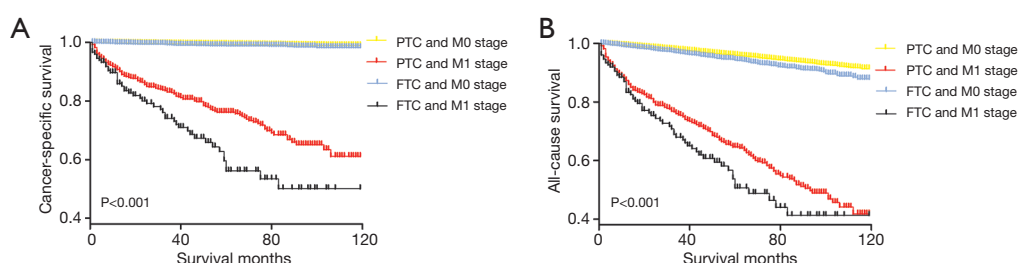 A
Cancer-specific survival
1.0
0.8
0.6
0.4
P<0.001
0
40
80
120
Survival months
PTC and M0 stage
PTC and M1 stage
FTC and M0 stage
FTC and M1 stage
B
All-cause survival
1.0
0.8
0.6
0.4
P<0.001
0
40
80
120
Survival months
PTC and M0 stage
PTC and M1 stage
FTC and M0 stage
FTC and M1 stage